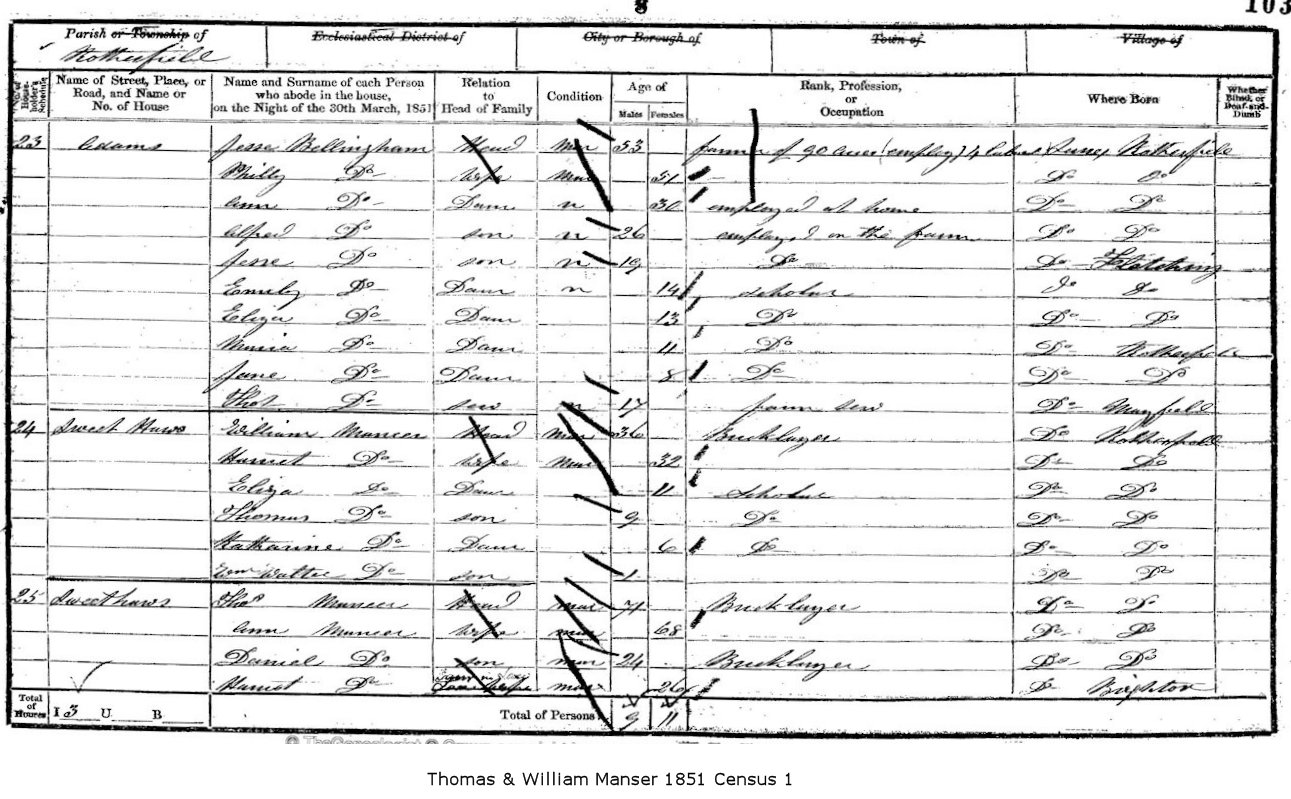 8
103
Parish or Township of Ecclesiastical District of City or Borough of Town of Village of
Rotherfield
No. of House-holder's Schedule Name of Street, Place, or Road, and Name or No. of House Name and Surname of each Person who abode in the house, on the Night of the 30th March, 1851 Relation to Head of Family Condition Age of Males Females Rank, Profession, or Occupation Where Born Whether Blind, or Deaf-and-Dumb
23 Adams Jesse Bellingham Head Mar 53 farmer of 90 acres (employ) 4 labr Sussex Rotherfield
Philly Do wife Mar 51 Do Do
Ann Do Daur u 30 employed at home Do Do
Alfred Do son u 26 employed on the farm Do Do
Jesse Do son u 19 Do Do Fletching
Emily Do Daur u 14 scholar Do Do
Eliza Do Daur 13 Do Do Do
Maria Do Daur 11 Do Do Rotherfield
Jane Do Daur 8 Do Do Do
Thos Do u 17 farm serv Do Mayfield
24 Sweet Haws William Manser Head Mar 36 Bricklayer Do Rotherfield
Harriet Do wife Mar 32 Do Do
Eliza Do Daur 11 Scholar Do Do
Thomas Do son 9 Do Do Do
Katharine Do Daur 6 Do Do Do
Wm Walter Do son 1 Do Do
25 Sweethaws Thos Manser Head mar 71 Bricklayer Do Do
Ann Manser wife mar 68 Do Do
Daniel Do son mar 24 Bricklayer Do Do
Harriet Do mar 26 Do Brighton
Total of Houses I 3 U B Total of Persons 9 11
© TheGenealogist ©
Thomas & William Manser 1851 Census 1